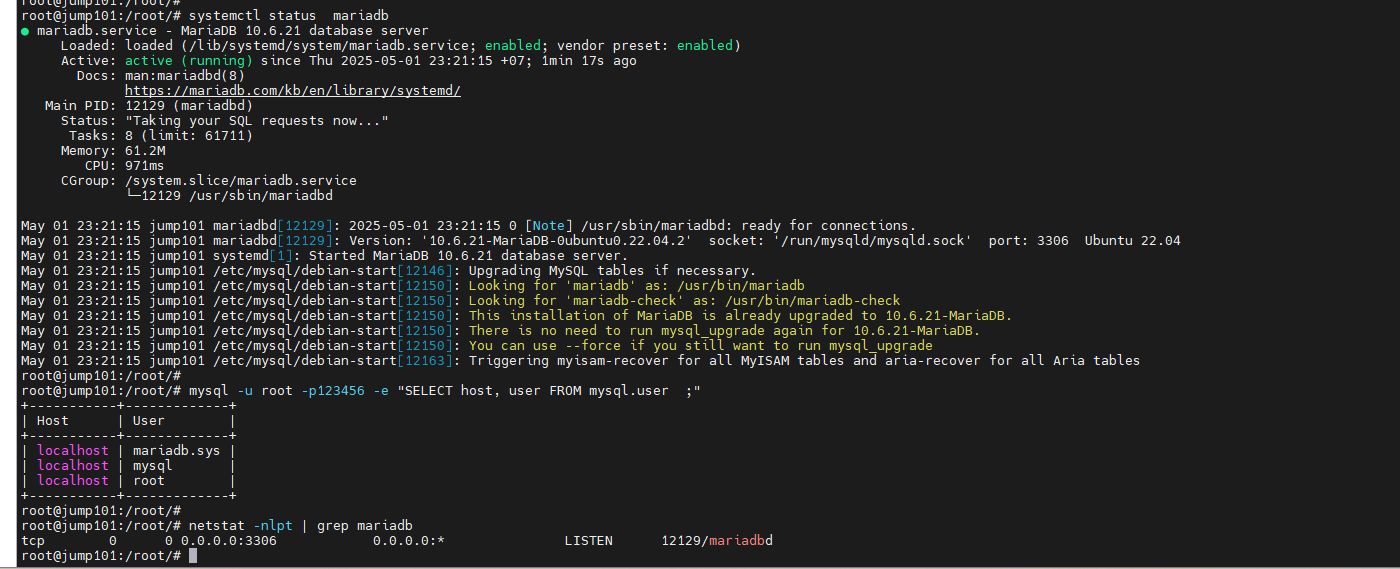 root@jump101:/root/#
root@jump101:/root/# systemctl status  mariadb
● mariadb.service - MariaDB 10.6.21 database server
     Loaded: loaded (/lib/systemd/system/mariadb.service; enabled; vendor preset: enabled)
     Active: active (running) since Thu 2025-05-01 23:21:15 +07; 1min 17s ago
       Docs: man:mariadbd(8)
             https://mariadb.com/kb/en/library/systemd/
   Main PID: 12129 (mariadbd)
     Status: "Taking your SQL requests now..."
      Tasks: 8 (limit: 61711)
     Memory: 61.2M
        CPU: 971ms
     CGroup: /system.slice/mariadb.service
             └─12129 /usr/sbin/mariadbd
May 01 23:21:15 jump101 mariadbd[12129]: 2025-05-01 23:21:15 0 [Note] /usr/sbin/mariadbd: ready for connections.
May 01 23:21:15 jump101 mariadbd[12129]: Version: '10.6.21-MariaDB-0ubuntu0.22.04.2'  socket: '/run/mysqld/mysqld.sock'  port: 3306  Ubuntu 22.04
May 01 23:21:15 jump101 systemd[1]: Started MariaDB 10.6.21 database server.
May 01 23:21:15 jump101 /etc/mysql/debian-start[12146]: Upgrading MySQL tables if necessary.
May 01 23:21:15 jump101 /etc/mysql/debian-start[12150]: Looking for 'mariadb' as: /usr/bin/mariadb
May 01 23:21:15 jump101 /etc/mysql/debian-start[12150]: Looking for 'mariadb-check' as: /usr/bin/mariadb-check
May 01 23:21:15 jump101 /etc/mysql/debian-start[12150]: This installation of MariaDB is already upgraded to 10.6.21-MariaDB.
May 01 23:21:15 jump101 /etc/mysql/debian-start[12150]: There is no need to run mysql_upgrade again for 10.6.21-MariaDB.
May 01 23:21:15 jump101 /etc/mysql/debian-start[12150]: You can use --force if you still want to run mysql_upgrade
May 01 23:21:15 jump101 /etc/mysql/debian-start[12163]: Triggering myisam-recover for all MyISAM tables and aria-recover for all Aria tables
root@jump101:/root/#
root@jump101:/root/# mysql -u root -p123456 -e "SELECT host, user FROM mysql.user  ;"
+-----------+-------------+
| Host      | User        |
+-----------+-------------+
| localhost | mariadb.sys |
| localhost | mysql       |
| localhost | root        |
+-----------+-------------+
root@jump101:/root/#
root@jump101:/root/# netstat -nlpt | grep mariadb
tcp        0      0 0.0.0.0:3306            0.0.0.0:*               LISTEN      12129/mariadbd
root@jump101:/root/#